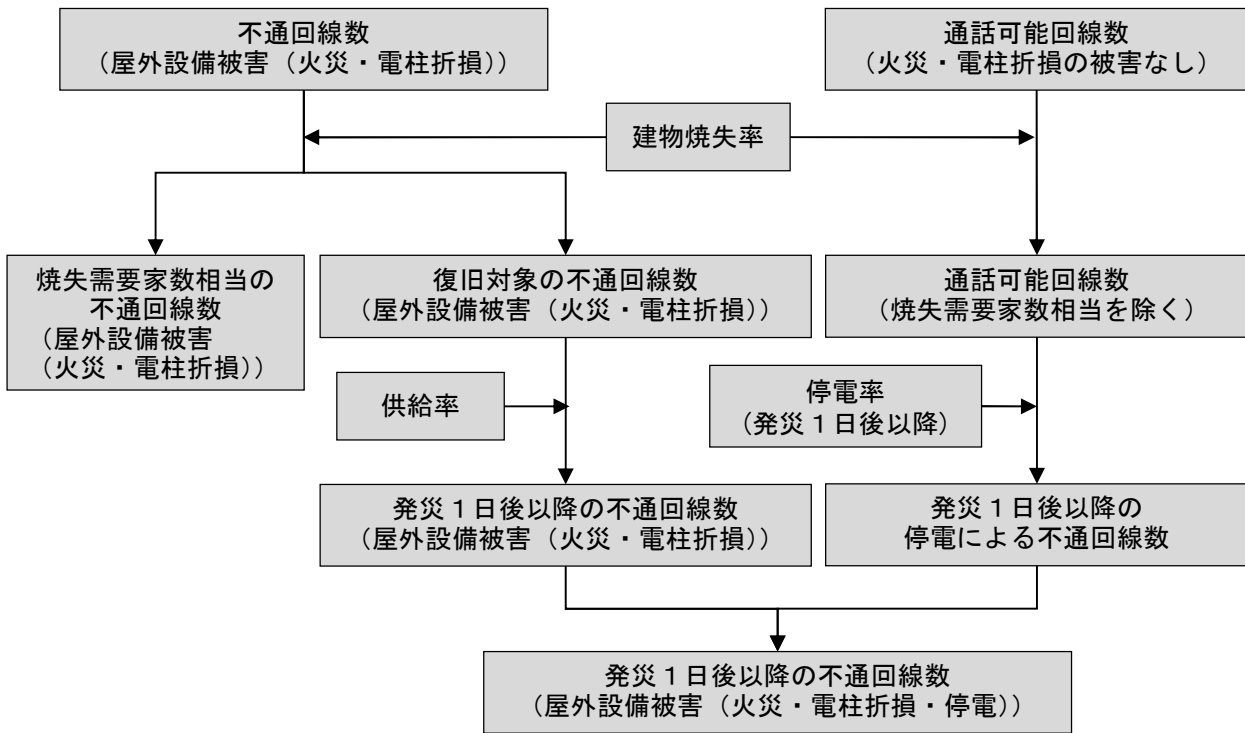 不通回線数
（屋外設備被害（火災・電柱折損））
通話可能回線数
（火災・電柱折損の被害なし）
建物焼失率
焼失需要家数相当の
不通回線数
（屋外設備被害
（火災・電柱折損））
復旧対象の不通回線数
（屋外設備被害（火災・電柱折損））
通話可能回線数
（焼失需要家数相当を除く）
供給率
停電率
（発災１日後以降）
発災１日後以降の不通回線数
（屋外設備被害（火災・電柱折損））
発災１日後以降の
停電による不通回線数
発災１日後以降の不通回線数
（屋外設備被害（火災・電柱折損・停電））